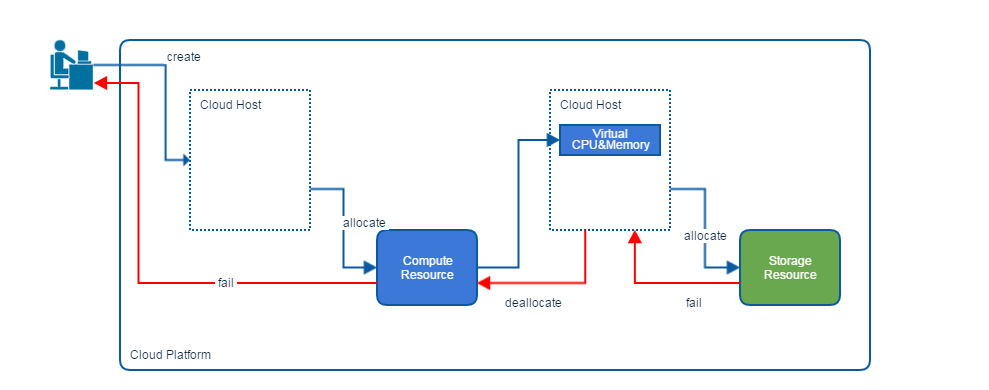 create
Cloud Host
Cloud Host
Virtual
CPU&Memory
allocate
allocate
Compute
Resource
Storage
Resource
fail
deallocate
fail
Cloud Platform